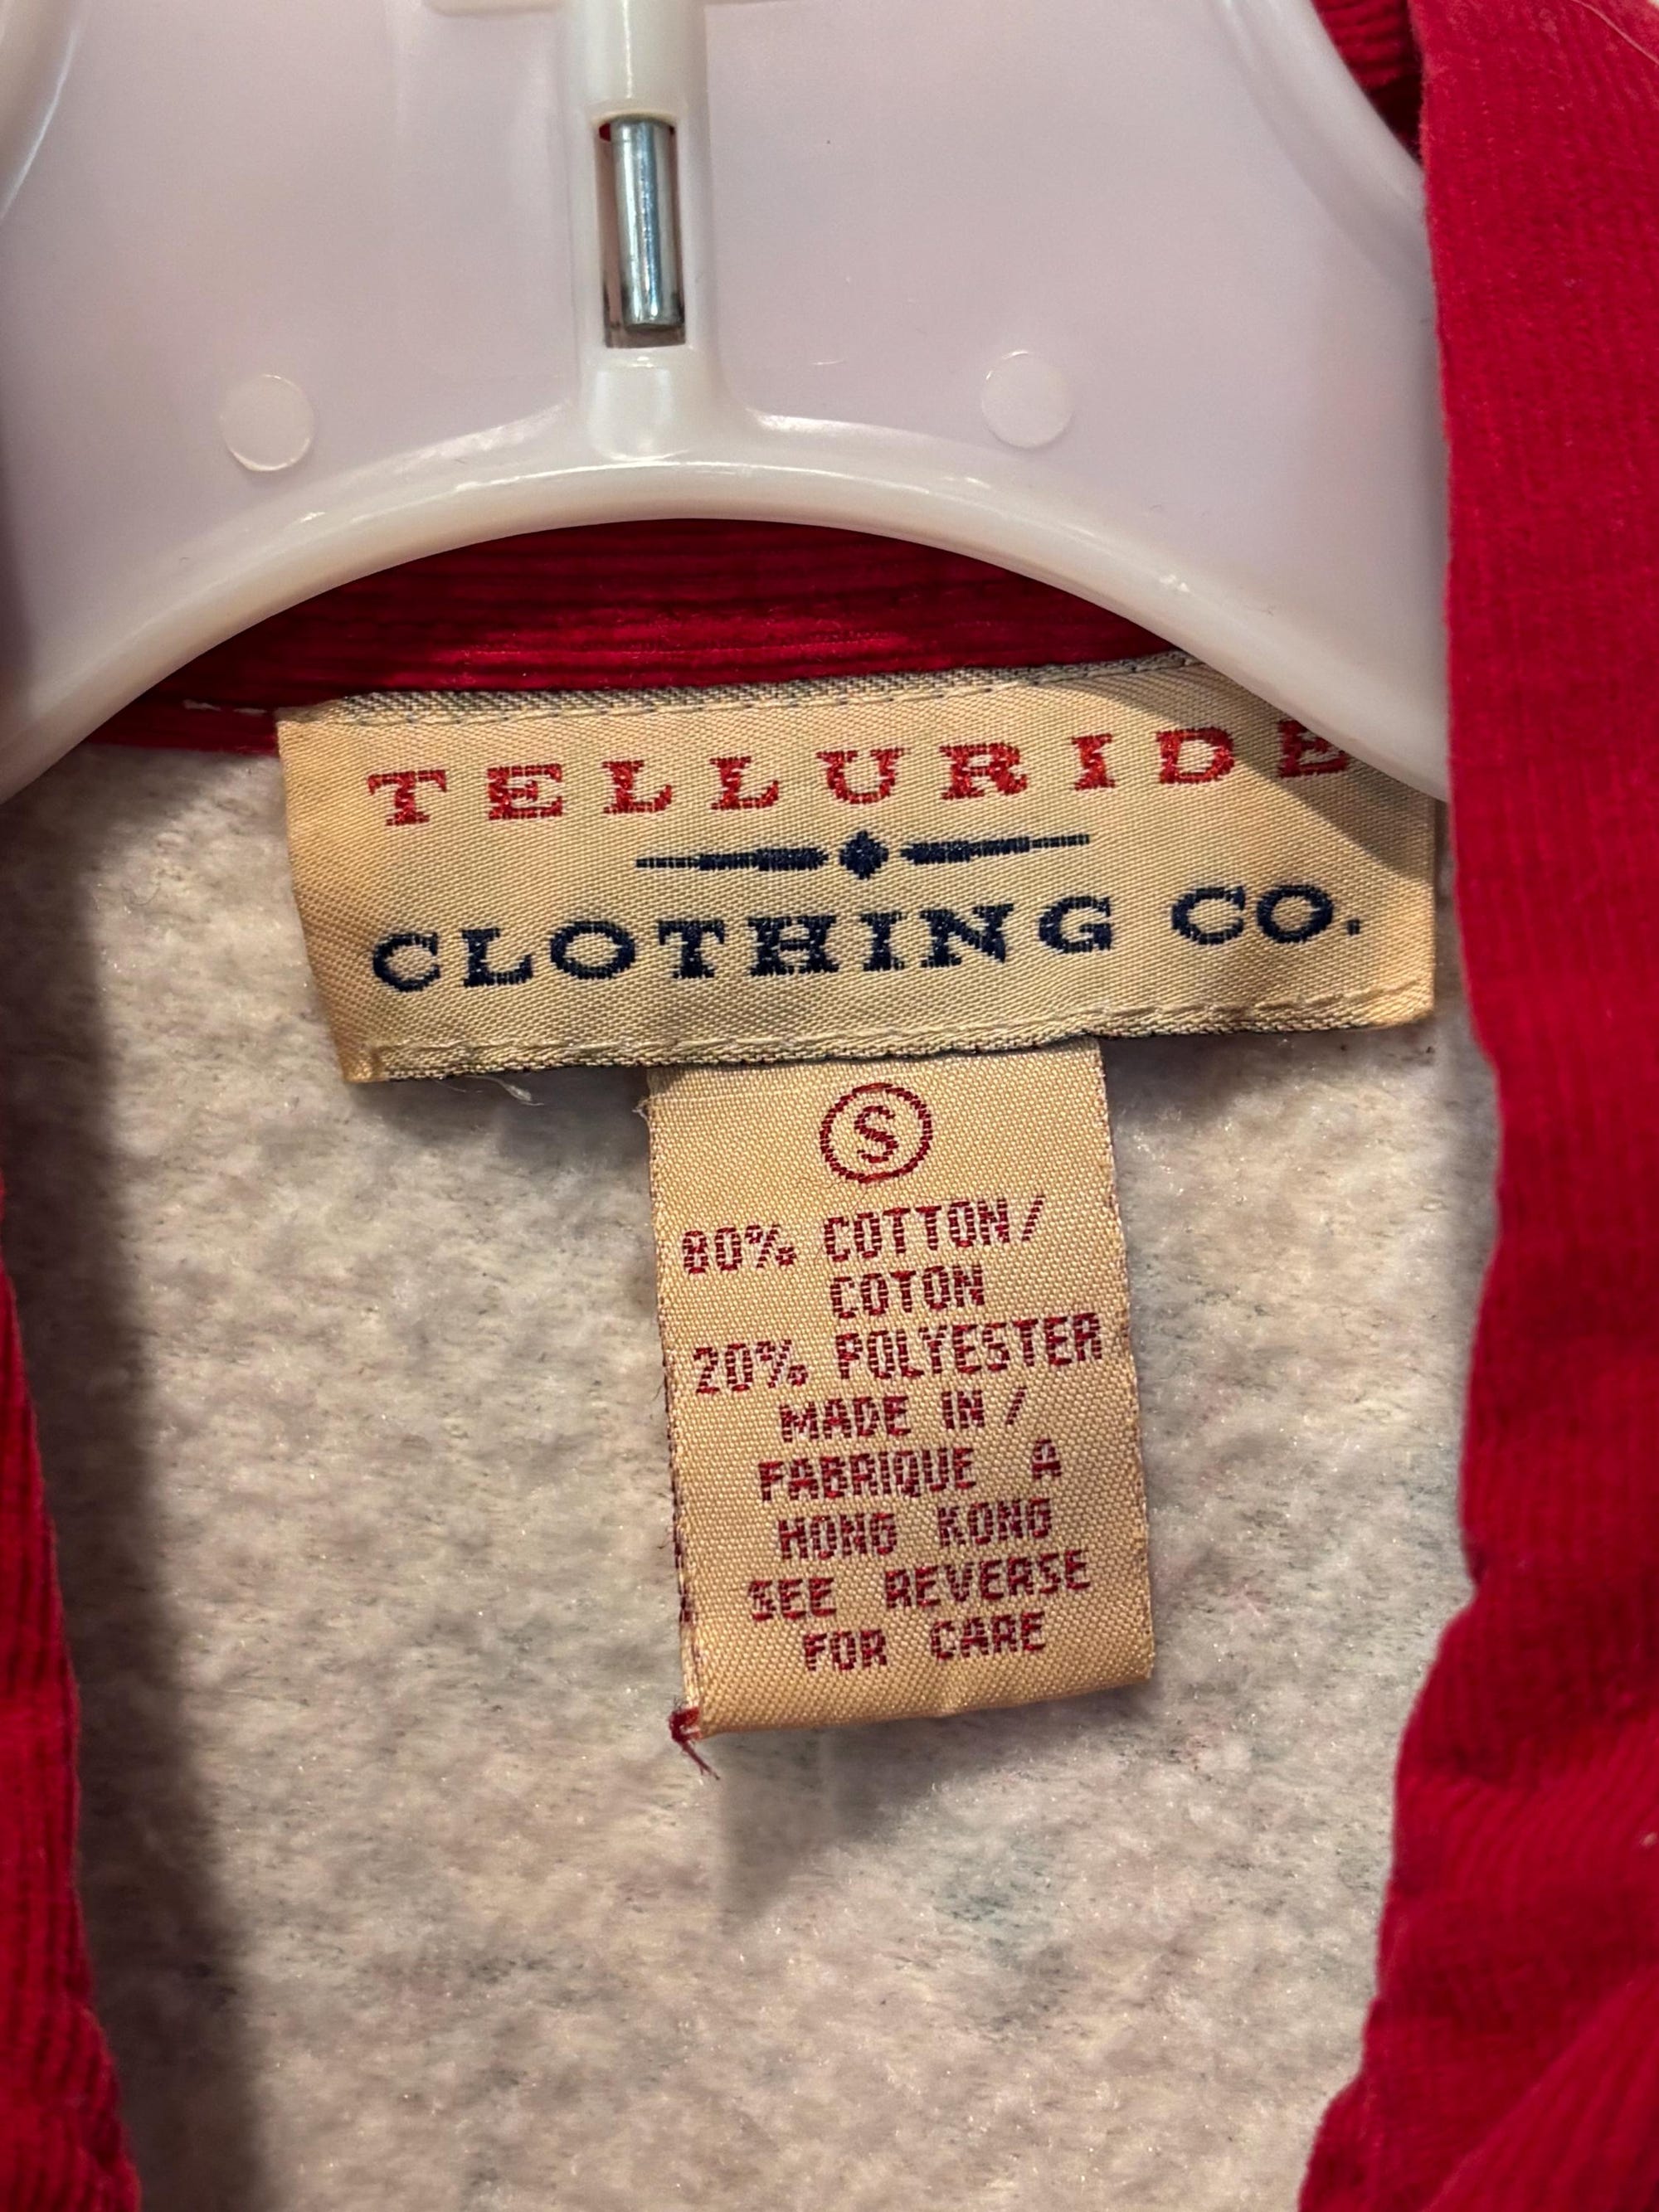 TELLURIDE
CLOTHING CO.
S
80% COTTON/
COTON
20% POLYESTER
MADE IN/
FABRIQUE A
HONG KONG
SEE REVERSE
FOR CARE